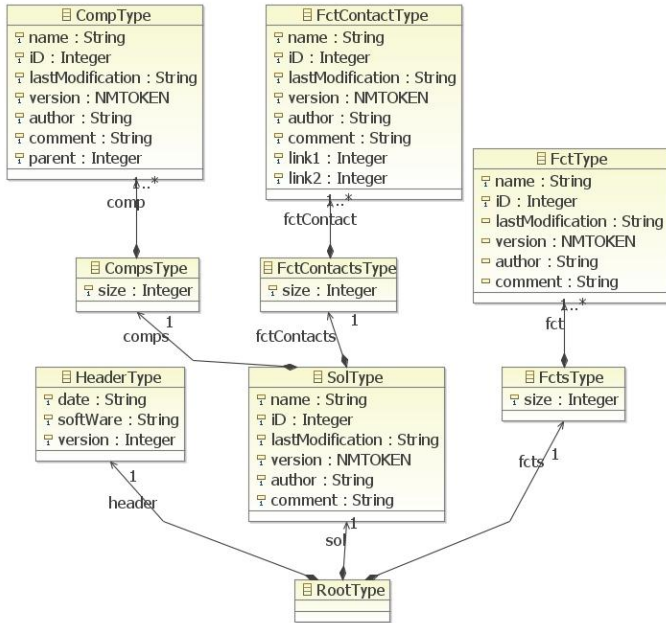 CompType
name : String
iD : Integer
lastModification : String
version : NMTOKEN
author : String
comment : String
parent : Integer
FctContactType
name : String
iD : Integer
lastModification : String
version : NMTOKEN
author : String
comment : String
link1 : Integer
link2 : Integer
FctType
name : String
iD : Integer
lastModification : String
version : NMTOKEN
author : String
comment : String
1..*
comp
1..*
fctContact
1..*
fct
CompsType
size : Integer
FctContactsType
size : Integer
1
comps
1
fctContacts
HeaderType
date : String
softWare : String
version : Integer
SolType
name : String
iD : Integer
lastModification : String
version : NMTOKEN
author : String
comment : String
FctsType
size : Integer
1
header
1
sol
fcts 1
RootType